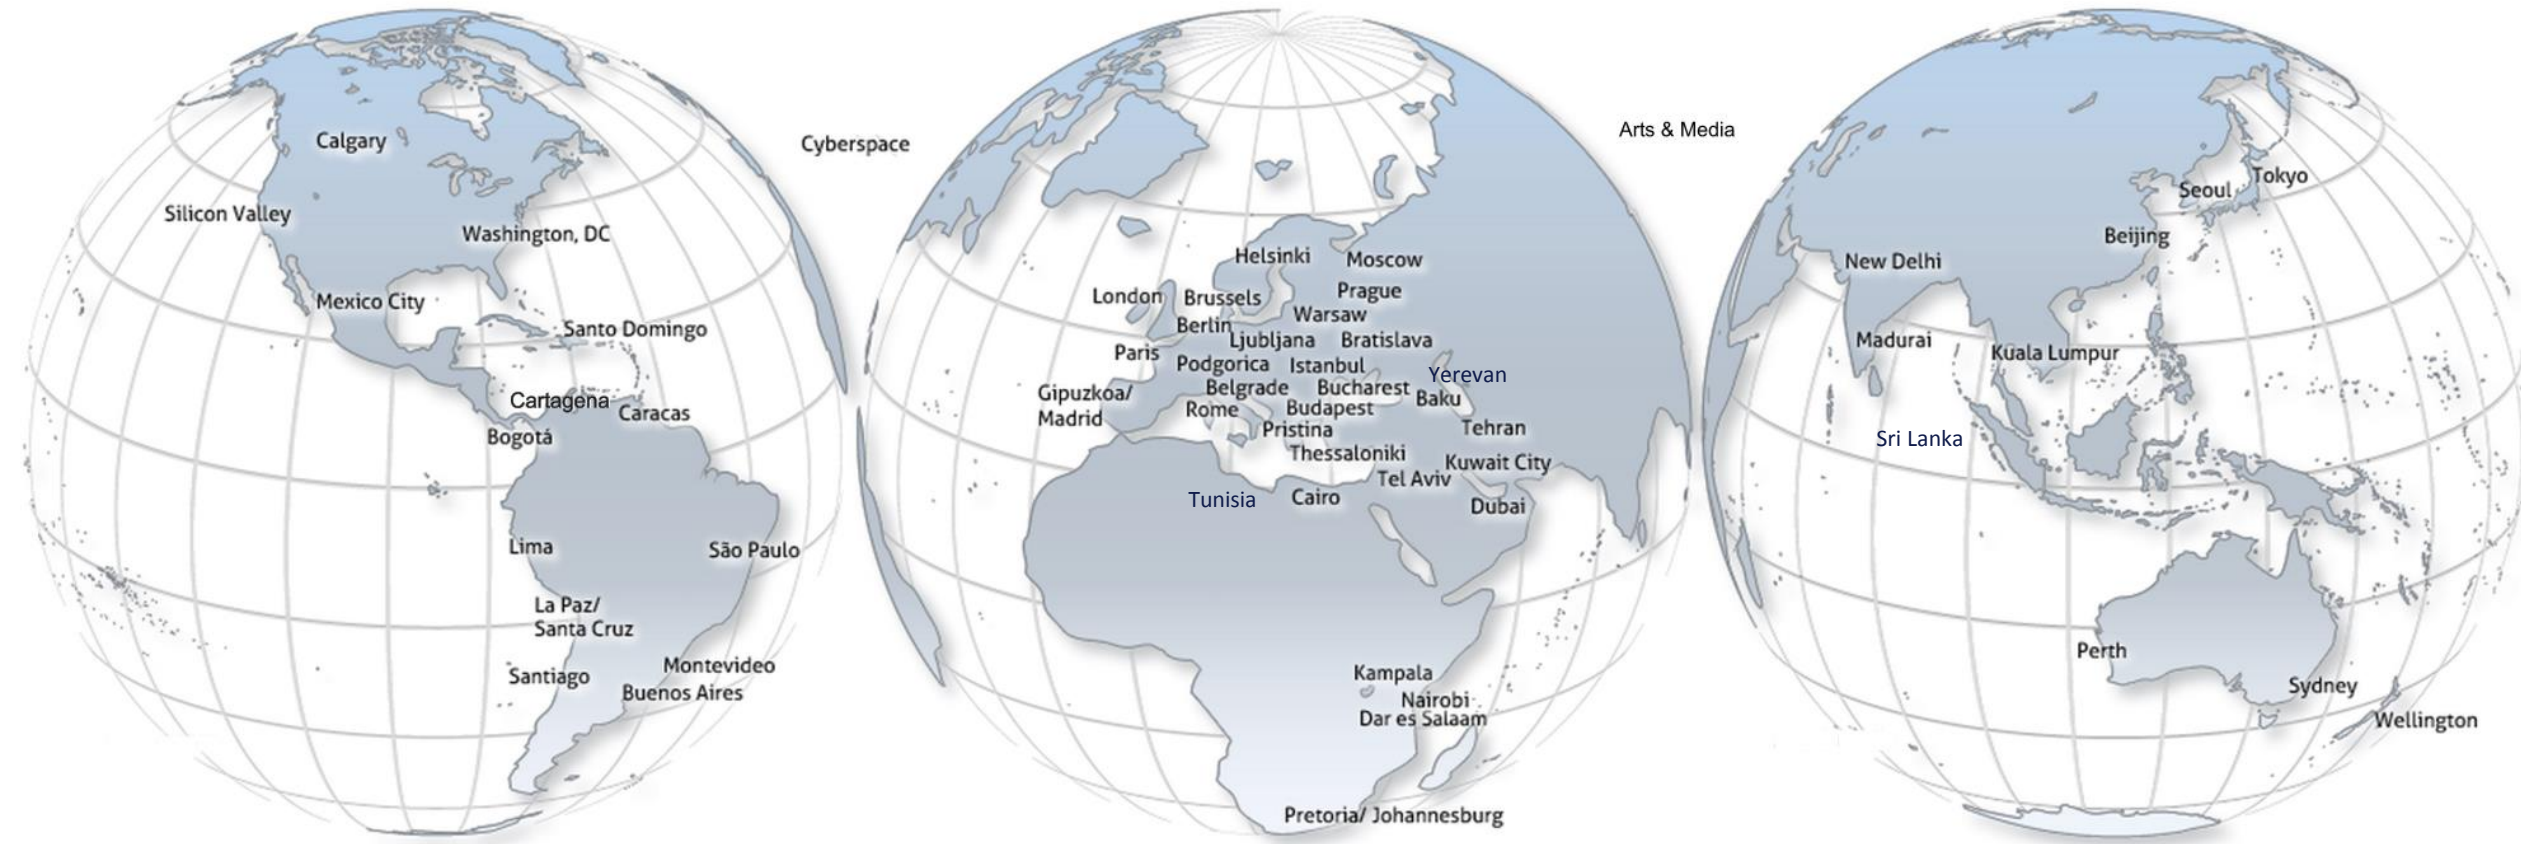 Calgary
Silicon Valley
Washington, DC
Mexico City
Santo Domingo
Cartagena
Caracas
Bogotá
Lima
São Paulo
La Paz/
Santa Cruz
Santiago
Montevideo
Buenos Aires
Cyberspace
Helsinki
Moscow
London
Brussels
Prague
Berlin
Warsaw
Ljubljana
Bratislava
Paris
Podgorica
Istanbul
Yerevan
Gipuzkoa/
Madrid
Belgrade
Bucharest
Baku
Rome
Budapest
Pristina
Tehran
Thessaloniki
Kuwait City
Tel Aviv
Tunisia
Cairo
Dubai
Kampala
Nairobi
Dar es Salaam
Pretoria/ Johannesburg
Arts & Media
Tokyo
Seoul
Beijing
New Delhi
Madurai
Kuala Lumpur
Sri Lanka
Perth
Sydney
Wellington